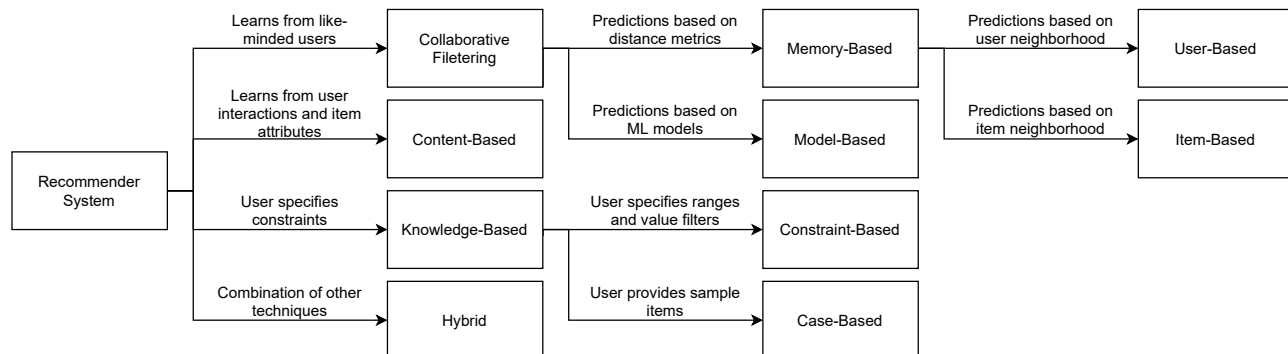 Learns from like-
minded users
Collaborative
Filetering
Predictions based on
distance metrics
Memory-Based
Predictions based on
user neighborhood
User-Based
Learns from user
interactions and item
attributes
Content-Based
Predictions based on
ML models
Model-Based
Predictions based on
item neighborhood
Item-Based
Recommender
System
User specifies
constraints
Knowledge-Based
User specifies ranges
and value filters
Constraint-Based
Combination of other
techniques
Hybrid
User provides sample
items
Case-Based